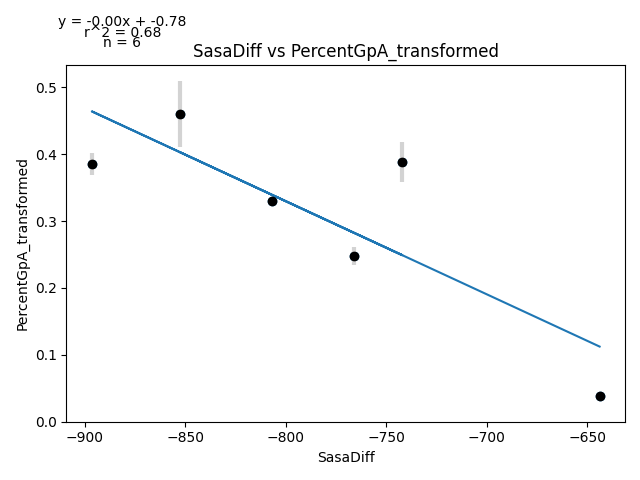 y = -0.00x + -0.78
r^2 = 0.68
n = 6
SasaDiff vs PercentGpA_transformed
PercentGpA_transformed
0.5
0.4
0.3
0.2
0.1
0.0
−900
−850
−800
−750
−700
−650
SasaDiff